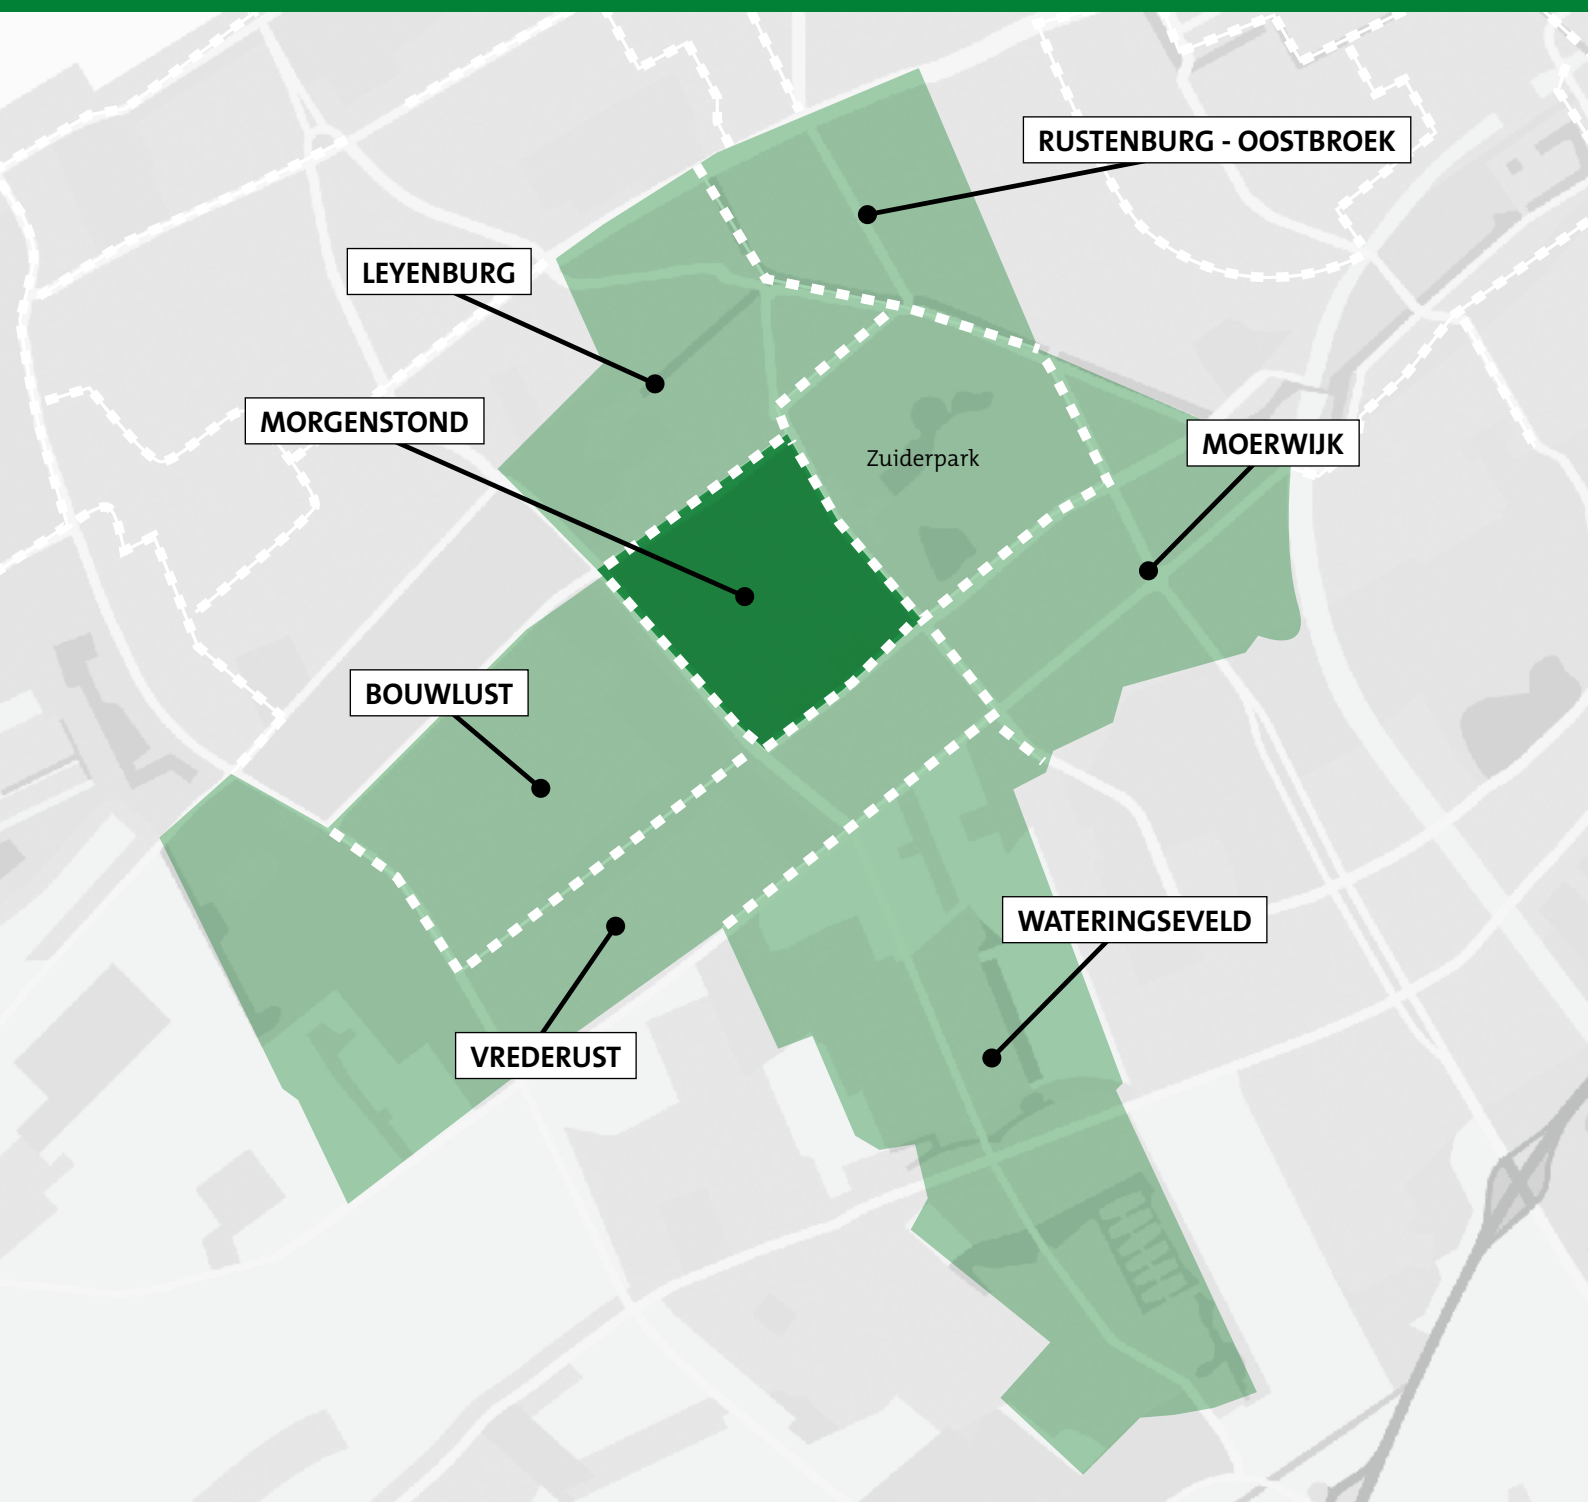 RUSTENBURG - OOSTBROEK
LEYENBURG
MORGENSTOND
MOERWIJK
Zuiderpark
BOUWLUST
WATERINGSEVELD
VREDERUST